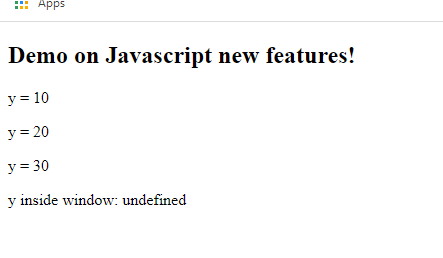 Apps
Demo on Javascript new features!
y = 10
y = 20
y = 30
y inside window: undefined